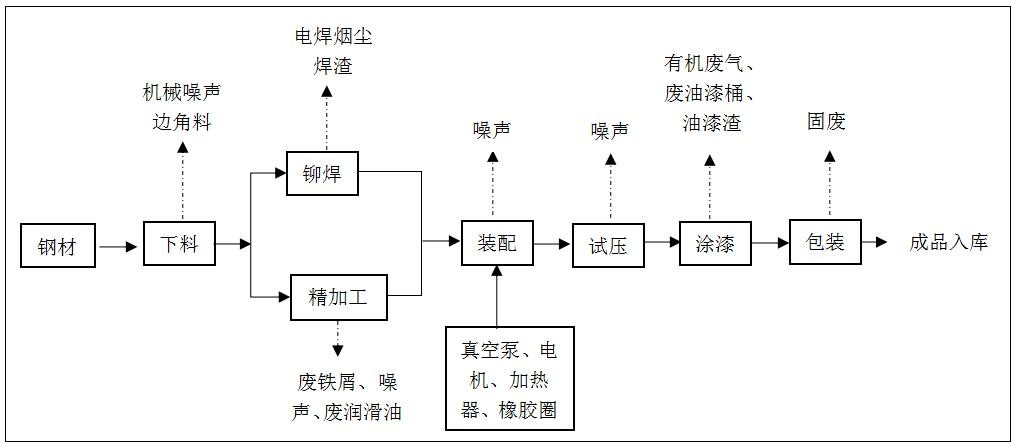 电焊烟尘
焊渣
机械噪声
边角料
有机废气、
废油漆桶、
油漆渣
噪声
噪声
固废
铆焊
钢材
下料
装配
试压
涂漆
包装
成品入库
精加工
真空泵、电
机、加热
器、橡胶圈
废铁屑、噪
声、废润滑油